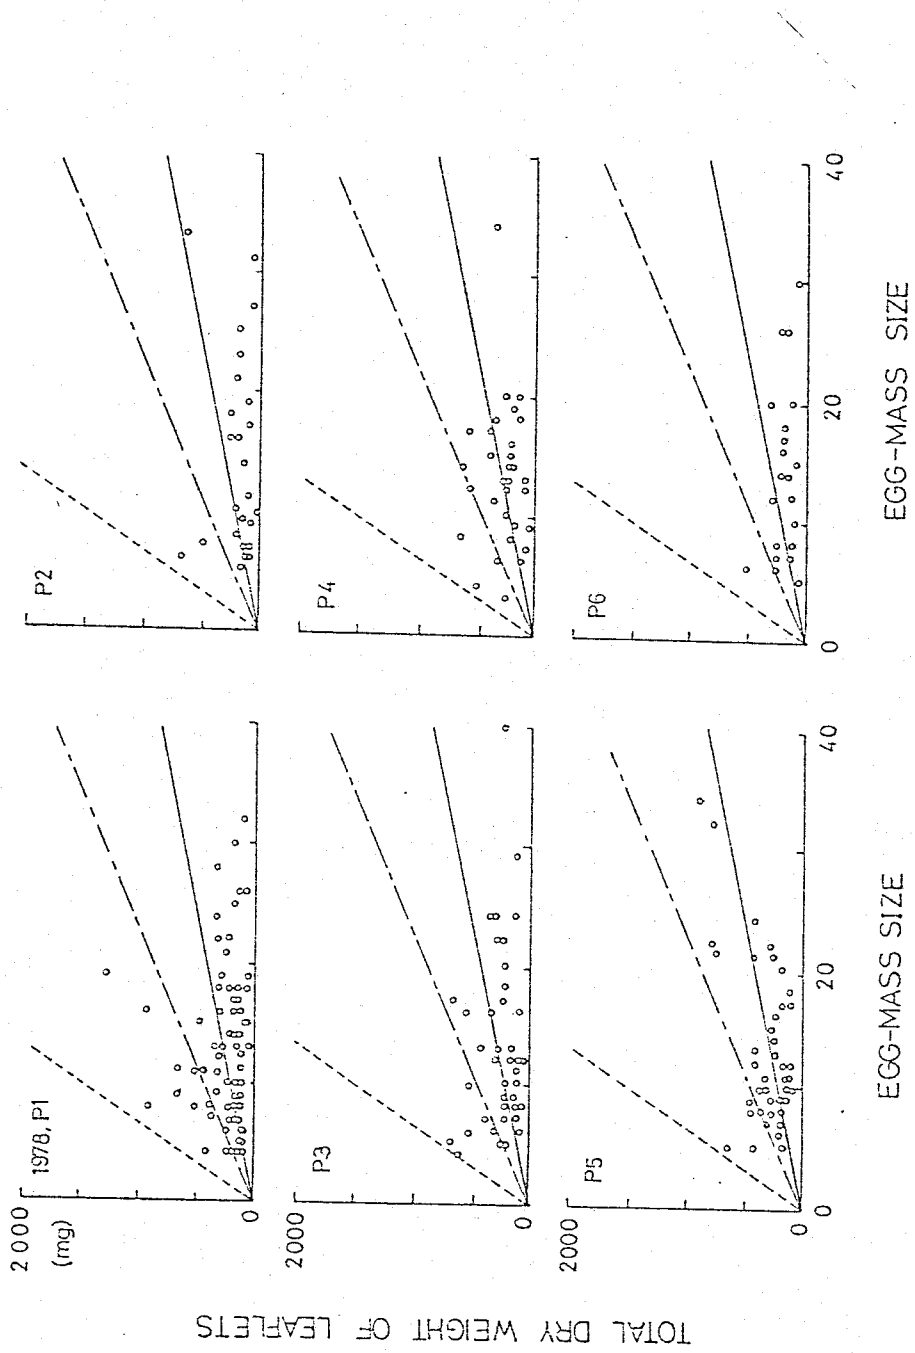 TOTAL DRY WEIGHT OF LEAFLETS
2000
(mg)
0
1978, P1
P2
2000
0
P3
P4
2000
0
P5
P6
0
20
40
0
20
40
EGG-MASS SIZE
EGG-MASS SIZE